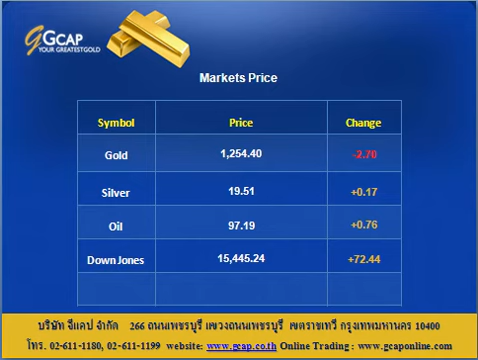 GCAP
YOUR GREATESTGOLD
Markets Price
Symbol Price Change
Gold 1,254.40 -2.70
Silver 19.51 +0.17
Oil 97.19 +0.76
Down Jones 15,445.24 +72.44
บริษัท จีแคป จำกัด 266 ถนนเพชรบุรี แขวงถนนเพชรบุรี เขตราชเทวี กรุงเทพมหานคร 10400
โทร. 02-611-1180, 02-611-1199 website: www.gcap.co.th Online Trading : www.gcaponline.com